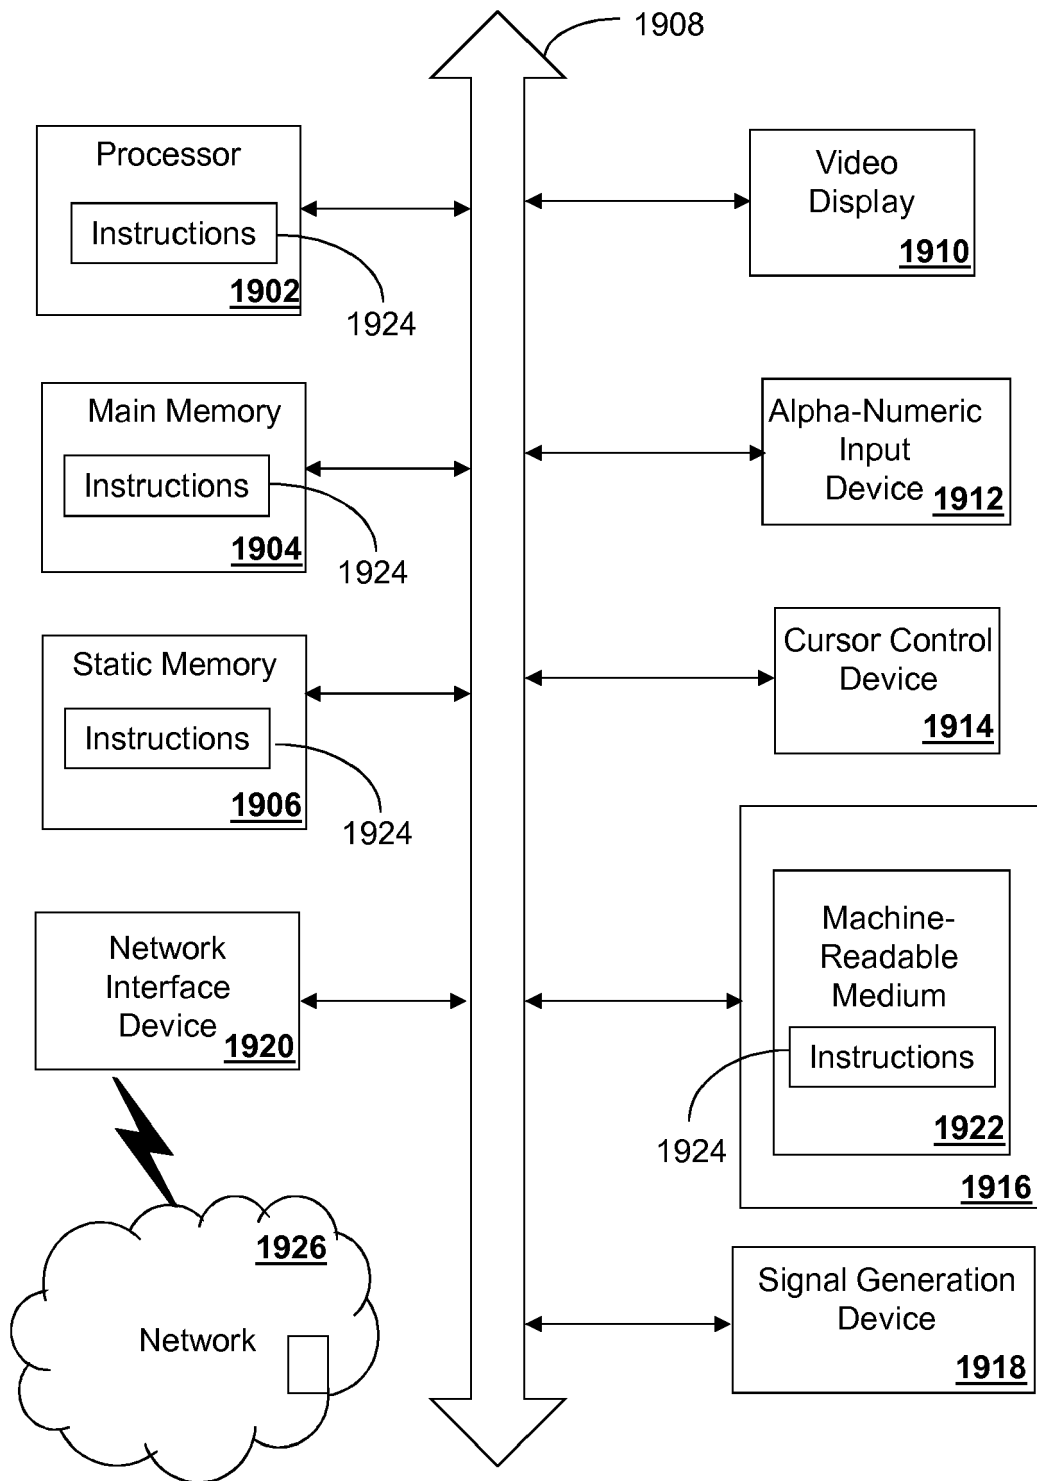 1908
Processor
Instructions
1902
1924
Main Memory
Instructions
1904
1924
Static Memory
Instructions
1906
1924
Network
Interface
Device
1920
1926
Network
Video
Display
1910
Alpha-Numeric
Input
Device
1912
Cursor Control
Device
1914
Machine-
Readable
Medium
Instructions
1922
1924
1916
Signal Generation
Device
1918